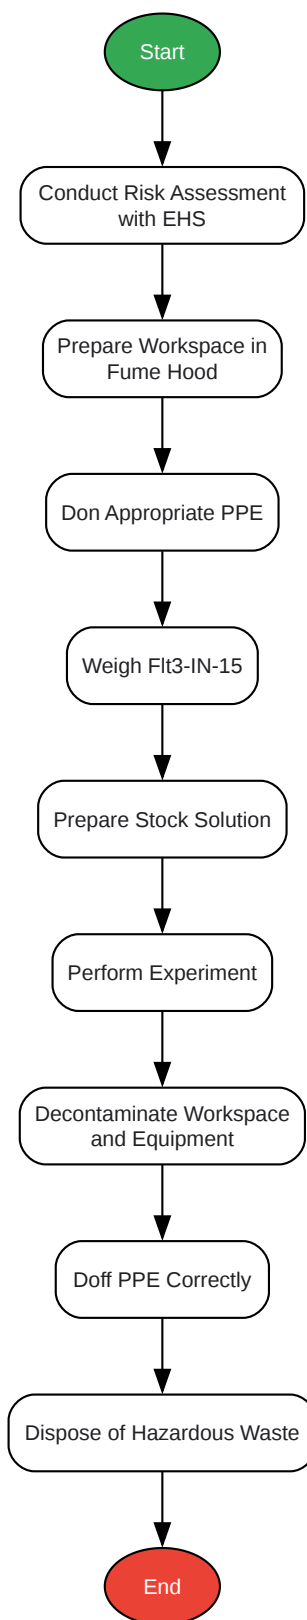 Start
Conduct Risk Assessment
with EHS
Prepare Workspace in
Fume Hood
Don Appropriate PPE
Weigh Flt3-IN-15
Prepare Stock Solution
Perform Experiment
Decontaminate Workspace
and Equipment
Doff PPE Correctly
Dispose of Hazardous Waste
End